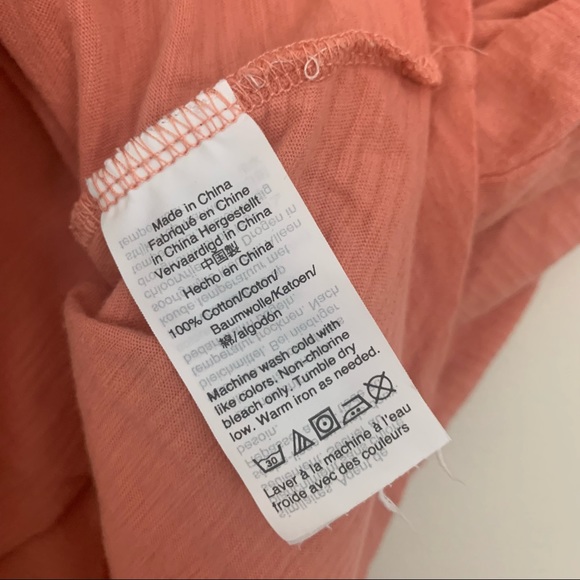 Made in China
Fabriqué en Chine
in China Hergestellt
Vervaardigd in China
中国製
Hecho en China
100% Cotton/Coton/
Baumwolle/Katoen/
綿/algodón
Machine wash cold with
like colors. Non-chlorine
bleach only. Tumble dry
low. Warm iron as needed.
30
Laver à la machine à l'eau
froide avec des couleurs